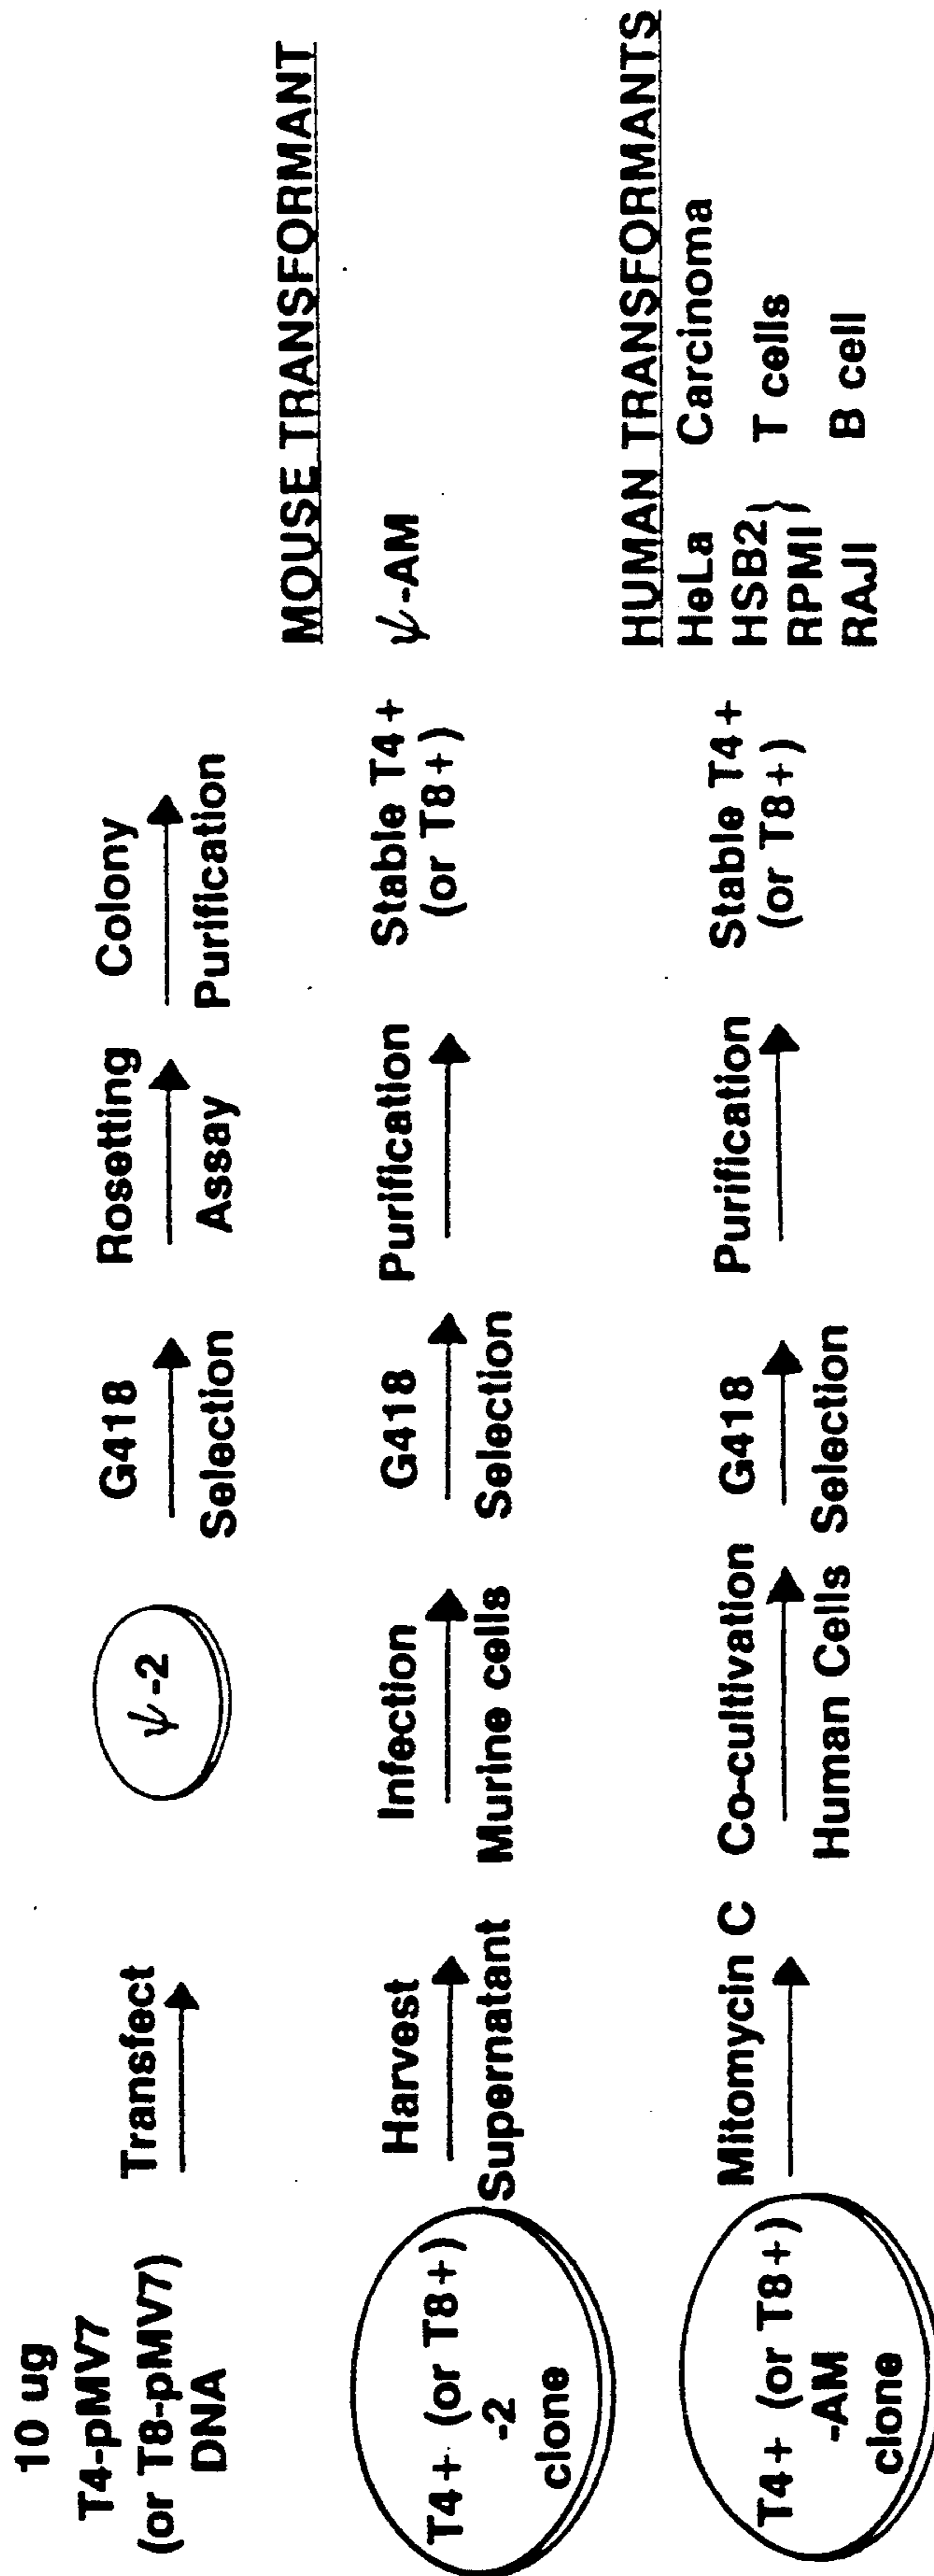 10 ug
T4-pMV7
(or T8-pMV7)
DNA
Transfect
ψ-2
G418
Selection
Rosetting
Assay
Colony
Purification
T4+ (or T8+)
-2
clone
Harvest
Supernatant
Infection
Murine cells
G418
Selection
Purification
Stable T4+
(or T8+)
MOUSE TRANSFORMANT
ψ-AM
T4+ (or T8+)
-AM
clone
Mitomycin C
Co-cultivation
Human Cells
G418
Selection
Purification
Stable T4+
(or T8+)
HUMAN TRANSFORMANTS
HeLa Carcinoma
HSB2
RPMI } T cells
RAJI B cell